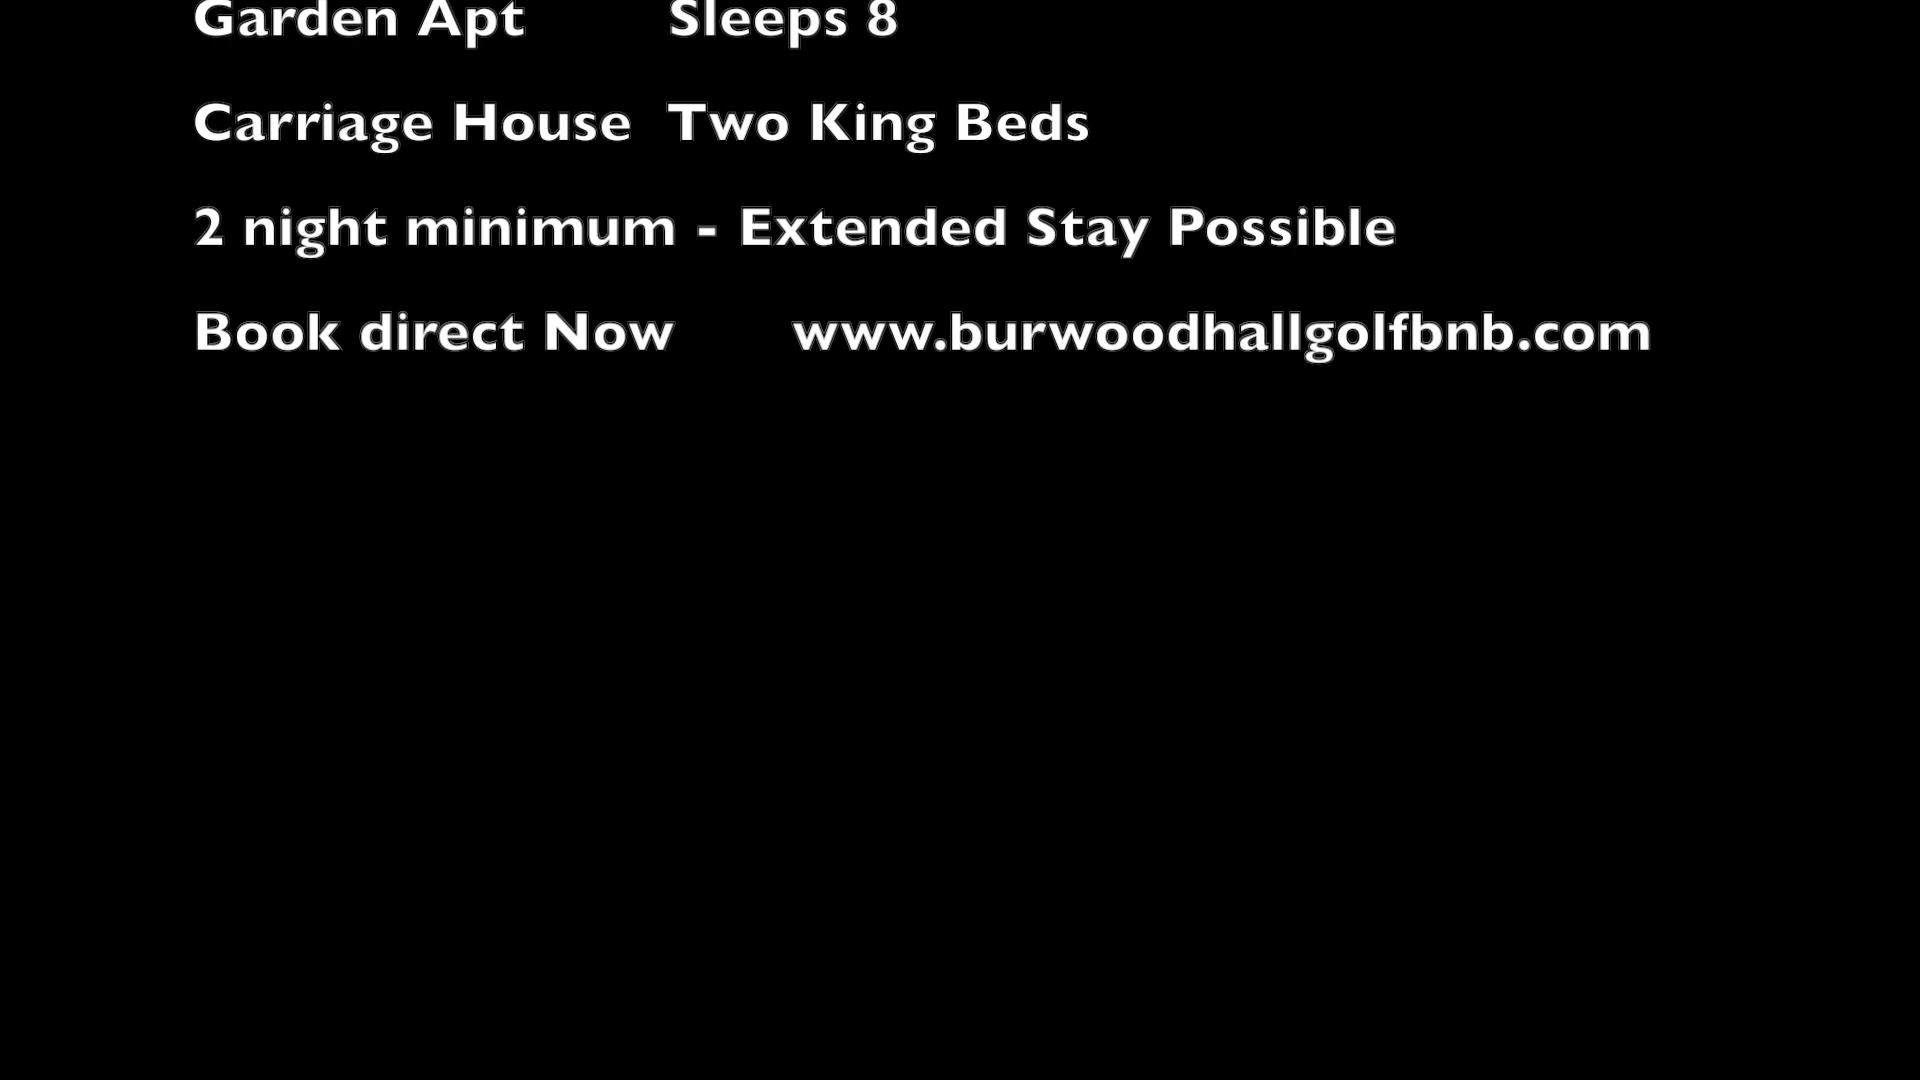 Garden Apt Sleeps 8
Carriage House Two King Beds
2 night minimum - Extended Stay Possible
Book direct Now www.burwoodhallgolfbnb.com